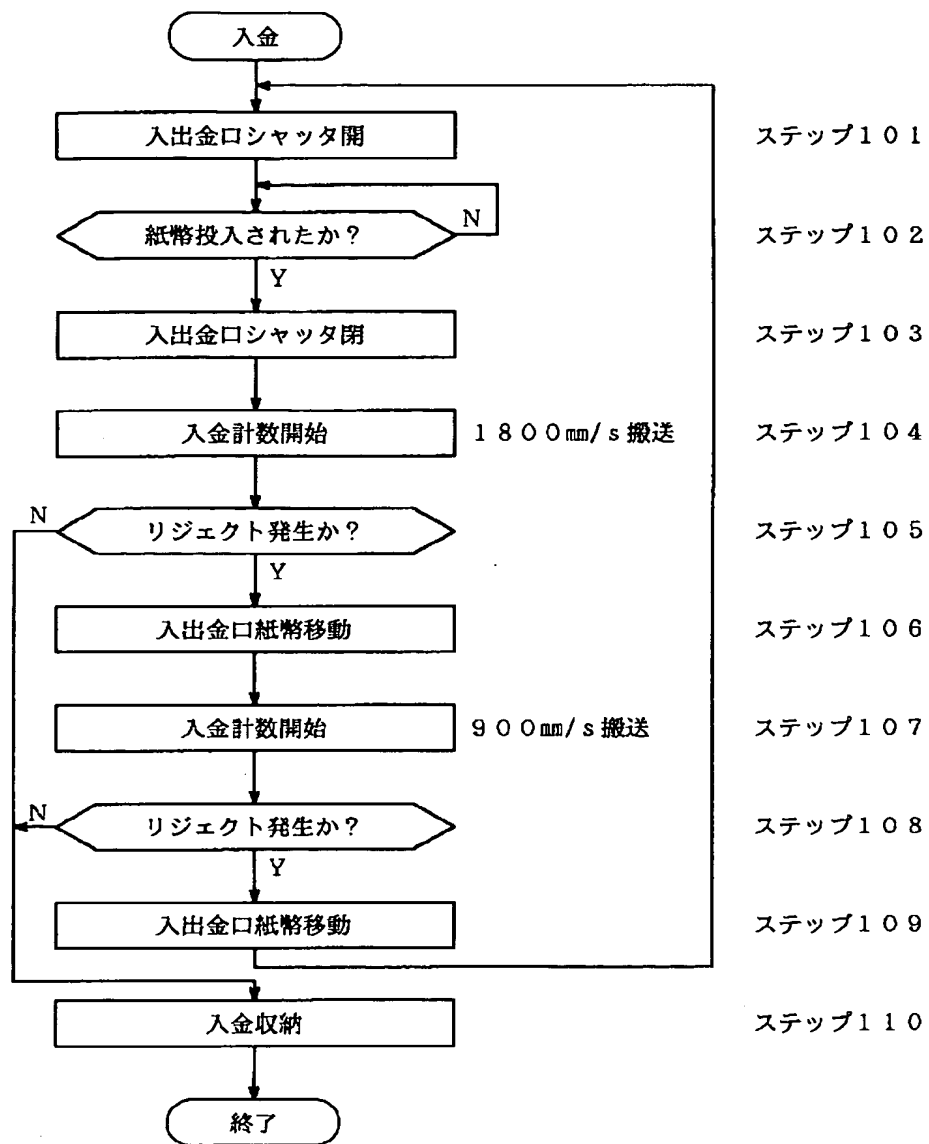 入金
入出金口シャッタ開 ステップ１０１
紙幣投入されたか？ N ステップ１０２
Y
入出金口シャッタ閉 ステップ１０３
入金計数開始 １８００㎜/ｓ搬送 ステップ１０４
N リジェクト発生か？ ステップ１０５
Y
入出金口紙幣移動 ステップ１０６
入金計数開始 ９００㎜/ｓ搬送 ステップ１０７
N リジェクト発生か？ ステップ１０８
Y
入出金口紙幣移動 ステップ１０９
入金収納 ステップ１１０
終了